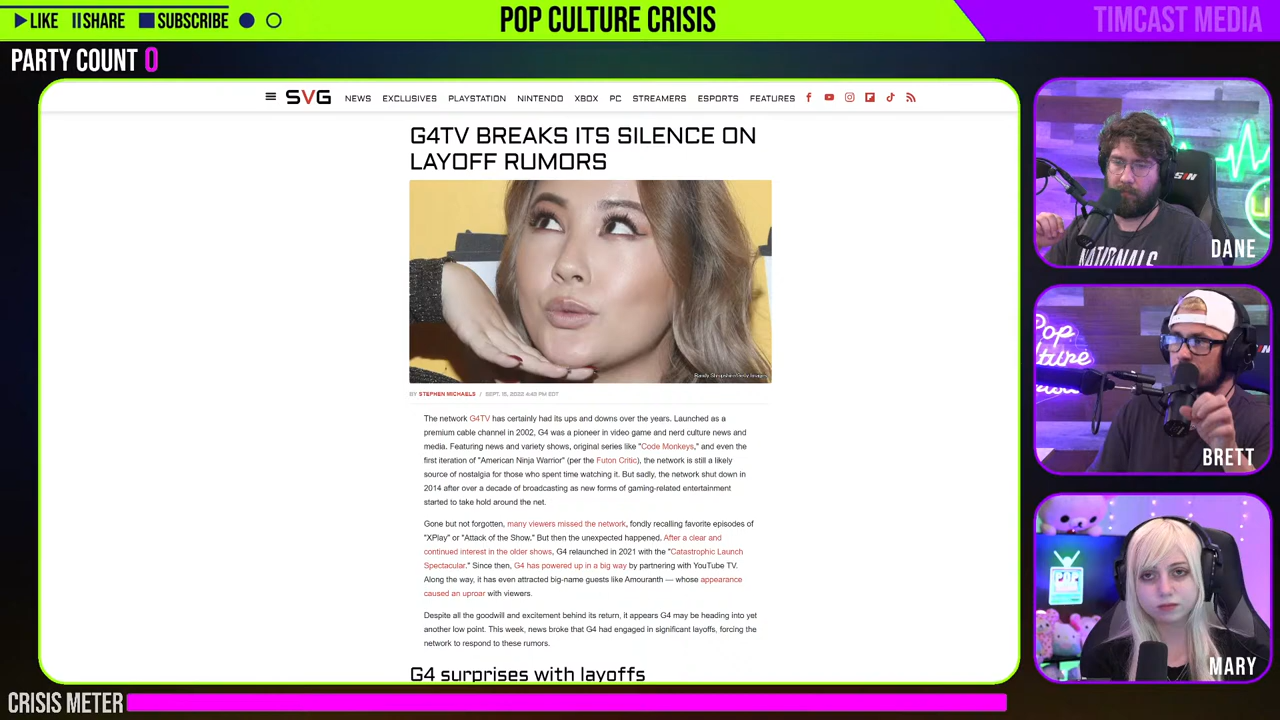 LIKE SHARE SUBSCRIBE
POP CULTURE CRISIS
TIMCAST MEDIA
PARTY COUNT 0
SVG NEWS EXCLUSIVES PLAYSTATION NINTENDO XBOX PC STREAMERS ESPORTS FEATURES
G4TV BREAKS ITS SILENCE ON
LAYOFF RUMORS
Randy Shropshire/Getty Images
BY STEPHEN MICHAELS / SEPT. 15, 2022 4:40 PM EDT
The network G4TV has certainly had its ups and downs over the years. Launched as a
premium cable channel in 2002, G4 was a pioneer in video game and nerd culture news and
media. Featuring news and variety shows, original series like "Code Monkeys," and even the
first iteration of "American Ninja Warrior" (per the Futon Critic), the network is still a likely
source of nostalgia for those who spent time watching it. But sadly, the network shut down in
2014 after over a decade of broadcasting as new forms of gaming-related entertainment
started to take hold around the net.
Gone but not forgotten, many viewers missed the network, fondly recalling favorite episodes of
"XPlay" or "Attack of the Show." But then the unexpected happened. After a clear and
continued interest in the older shows, G4 relaunched in 2021 with the "Catastrophic Launch
Spectacular." Since then, G4 has powered up in a big way by partnering with YouTube TV.
Along the way, it has even attracted big-name guests like Amouranth — whose appearance
caused an uproar with viewers.
Despite all the goodwill and excitement behind its return, it appears G4 may be heading into yet
another low point. This week, news broke that G4 had engaged in significant layoffs, forcing the
network to respond to these rumors.
G4 surprises with layoffs
NATIONALS
DANE
Pop
BRETT
MARY
CRISIS METER